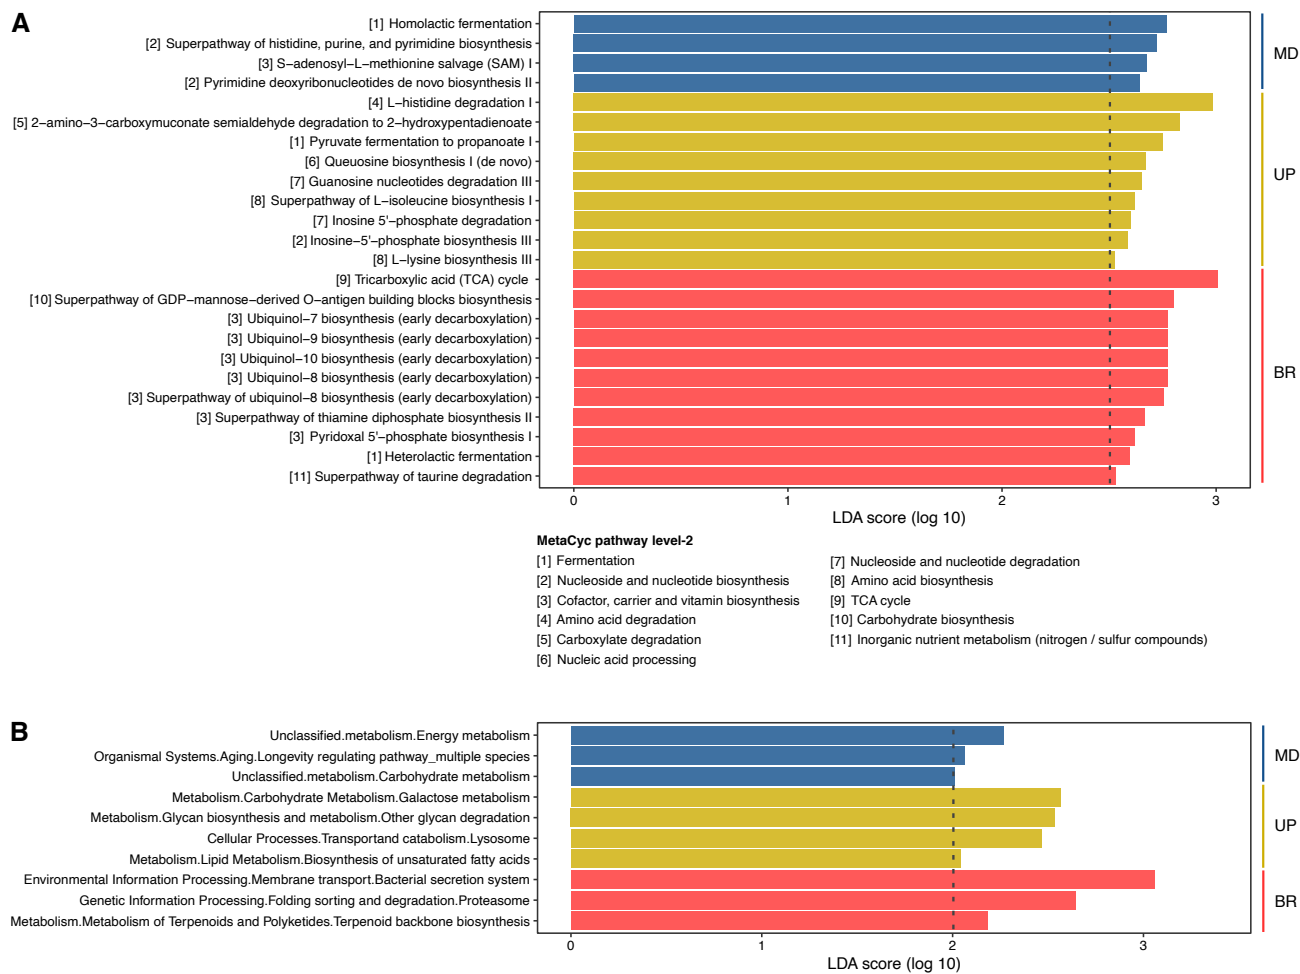 A
[1] Homolactic fermentation
[2] Superpathway of histidine, purine, and pyrimidine biosynthesis
[3] S−adenosyl−L−methionine salvage (SAM) I
[2] Pyrimidine deoxyribonucleotides de novo biosynthesis II
MD
[4] L−histidine degradation I
[5] 2−amino−3−carboxymuconate semialdehyde degradation to 2−hydroxypentadienoate
[1] Pyruvate fermentation to propanoate I
[6] Queuosine biosynthesis I (de novo)
[7] Guanosine nucleotides degradation III
[8] Superpathway of L−isoleucine biosynthesis I
[7] Inosine 5'−phosphate degradation
[2] Inosine−5'−phosphate biosynthesis III
[8] L−lysine biosynthesis III
UP
[9] Tricarboxylic acid (TCA) cycle
[10] Superpathway of GDP−mannose−derived O−antigen building blocks biosynthesis
[3] Ubiquinol−7 biosynthesis (early decarboxylation)
[3] Ubiquinol−9 biosynthesis (early decarboxylation)
[3] Ubiquinol−10 biosynthesis (early decarboxylation)
[3] Ubiquinol−8 biosynthesis (early decarboxylation)
[3] Superpathway of ubiquinol−8 biosynthesis (early decarboxylation)
[3] Superpathway of thiamine diphosphate biosynthesis II
[3] Pyridoxal 5'−phosphate biosynthesis I
[1] Heterolactic fermentation
[11] Superpathway of taurine degradation
BR
0 1 2 3
LDA score (log 10)
MetaCyc pathway level-2
[1] Fermentation
[2] Nucleoside and nucleotide biosynthesis
[3] Cofactor, carrier and vitamin biosynthesis
[4] Amino acid degradation
[5] Carboxylate degradation
[6] Nucleic acid processing
[7] Nucleoside and nucleotide degradation
[8] Amino acid biosynthesis
[9] TCA cycle
[10] Carbohydrate biosynthesis
[11] Inorganic nutrient metabolism (nitrogen / sulfur compounds)
B
Unclassified.metabolism.Energy metabolism
Organismal Systems.Aging.Longevity regulating pathway_multiple species
Unclassified.metabolism.Carbohydrate metabolism
MD
Metabolism.Carbohydrate Metabolism.Galactose metabolism
Metabolism.Glycan biosynthesis and metabolism.Other glycan degradation
Cellular Processes.Transportand catabolism.Lysosome
Metabolism.Lipid Metabolism.Biosynthesis of unsaturated fatty acids
UP
Environmental Information Processing.Membrane transport.Bacterial secretion system
Genetic Information Processing.Folding sorting and degradation.Proteasome
Metabolism.Metabolism of Terpenoids and Polyketides.Terpenoid backbone biosynthesis
BR
0 1 2 3
LDA score (log 10)